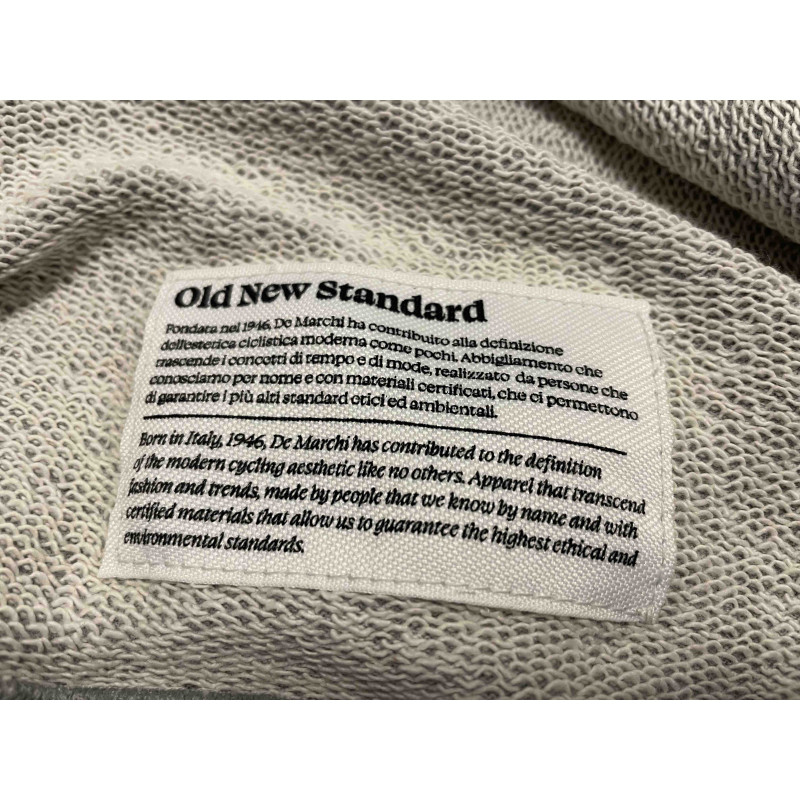 Old New Standard
Fondata nel 1946, De Marchi ha contribuito alla definizione
dell'estetica ciclistica moderna come pochi. Abbigliamento che
trascende i concetti di tempo e di mode, realizzato da persone che
conosciamo per nome e con materiali certificati, che ci permettono
di garantire i più alti standard etici ed ambientali.
Born in Italy, 1946, De Marchi has contributed to the definition
of the modern cycling aesthetic like no others. Apparel that transcend
fashion and trends, made by people that we know by name and with
certified materials that allow us to guarantee the highest ethical and
environmental standards.